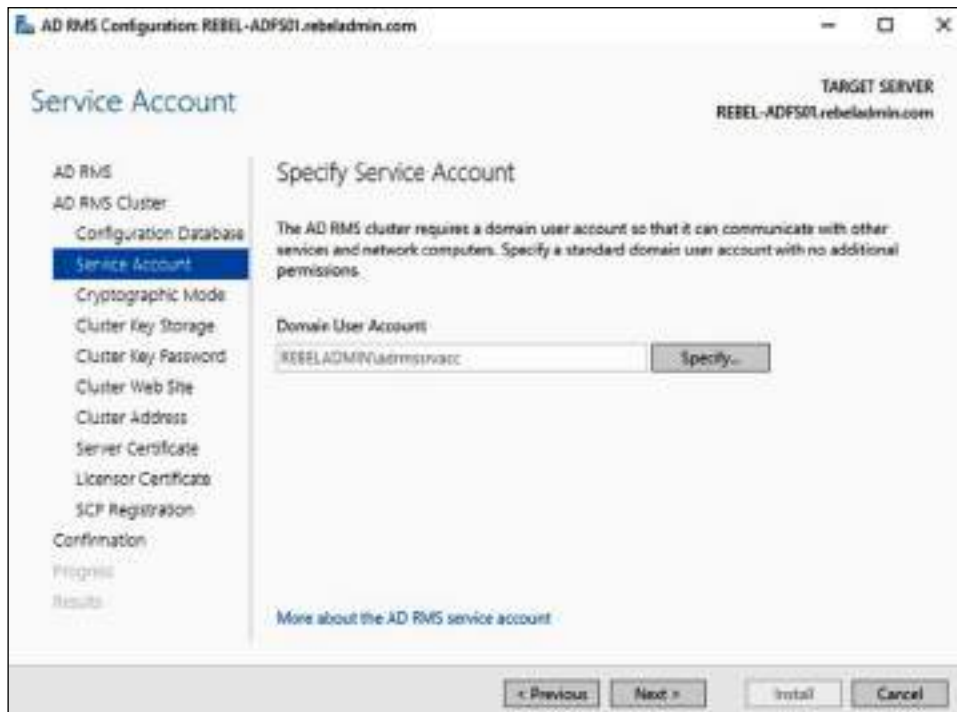 AD RMS Configuration: REBEL-ADFS01.rebeladmin.com
Service Account
TARGET SERVER
REBEL-ADFS01.rebeladmin.com
AD RMS
AD RMS Cluster
Configuration Database
Service Account
Cryptographic Mode
Cluster Key Storage
Cluster Key Password
Cluster Web Site
Cluster Address
Server Certificate
Licensor Certificate
SCP Registration
Confirmation
Progress
Results
Specify Service Account
The AD RMS cluster requires a domain user account so that it can communicate with other
services and network computers. Specify a standard domain user account with no additional
permissions.
Domain User Account
REBELADMIN\adrmssrvacc
Specify...
More about the AD RMS service account
< Previous
Next >
Install
Cancel